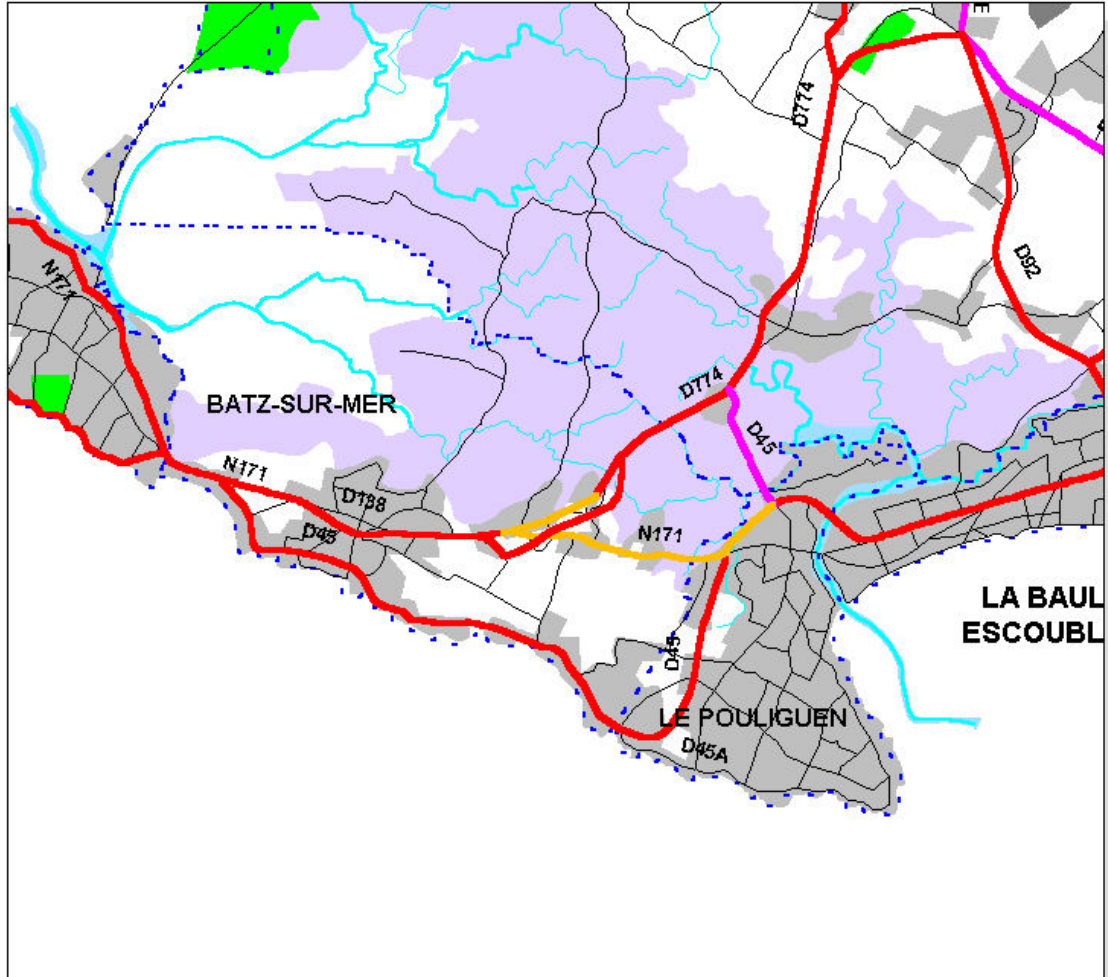 E
D774
D92
N171
D774
BATZ-SUR-MER
D45
N171
D138
D45
N171
LA BAUL
ESCOUBL
D45
LE POULIGUEN
D45A